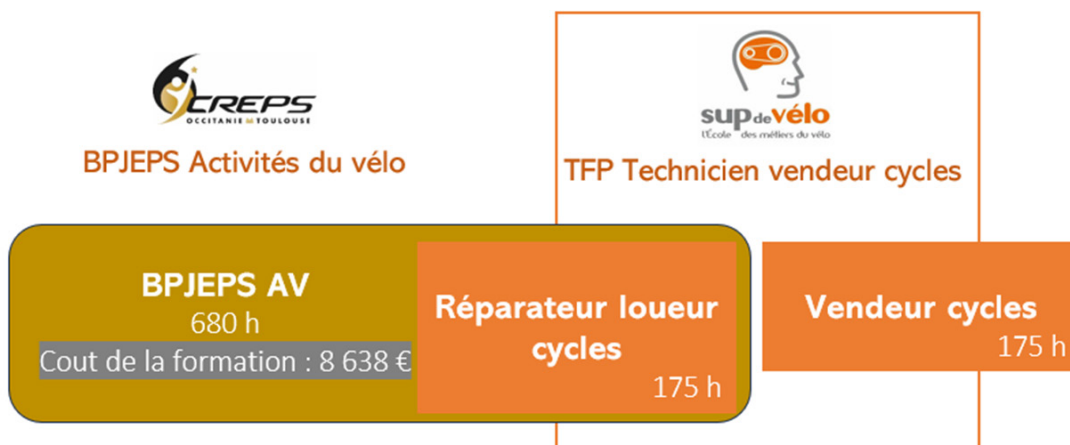 CREPS
OCCITANIE TOULOUSE
BPJEPS Activités du vélo
sup de vélo
l'École des métiers du vélo
TFP Technicien vendeur cycles
BPJEPS AV
680 h
Cout de la formation : 8 638 €
Réparateur loueur
cycles
175 h
Vendeur cycles
175 h